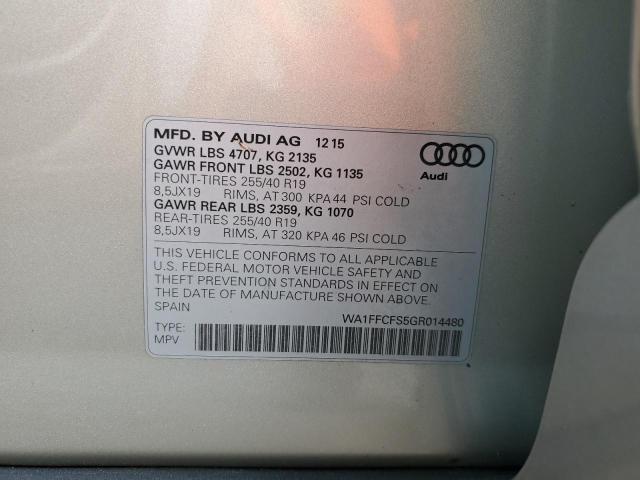 MFD. BY AUDI AG 12 15
GVWR LBS 4707, KG 2135
GAWR FRONT LBS 2502, KG 1135
FRONT-TIRES 255/40 R19
8,5JX19 RIMS, AT 300 KPA 44 PSI COLD
GAWR REAR LBS 2359, KG 1070
REAR-TIRES 255/40 R19
8,5JX19 RIMS, AT 320 KPA 46 PSI COLD
Audi
THIS VEHICLE CONFORMS TO ALL APPLICABLE
U.S. FEDERAL MOTOR VEHICLE SAFETY AND
THEFT PREVENTION STANDARDS IN EFFECT ON
THE DATE OF MANUFACTURE SHOWN ABOVE.
SPAIN
WA1FFCFS5GR014480
TYPE:
MPV